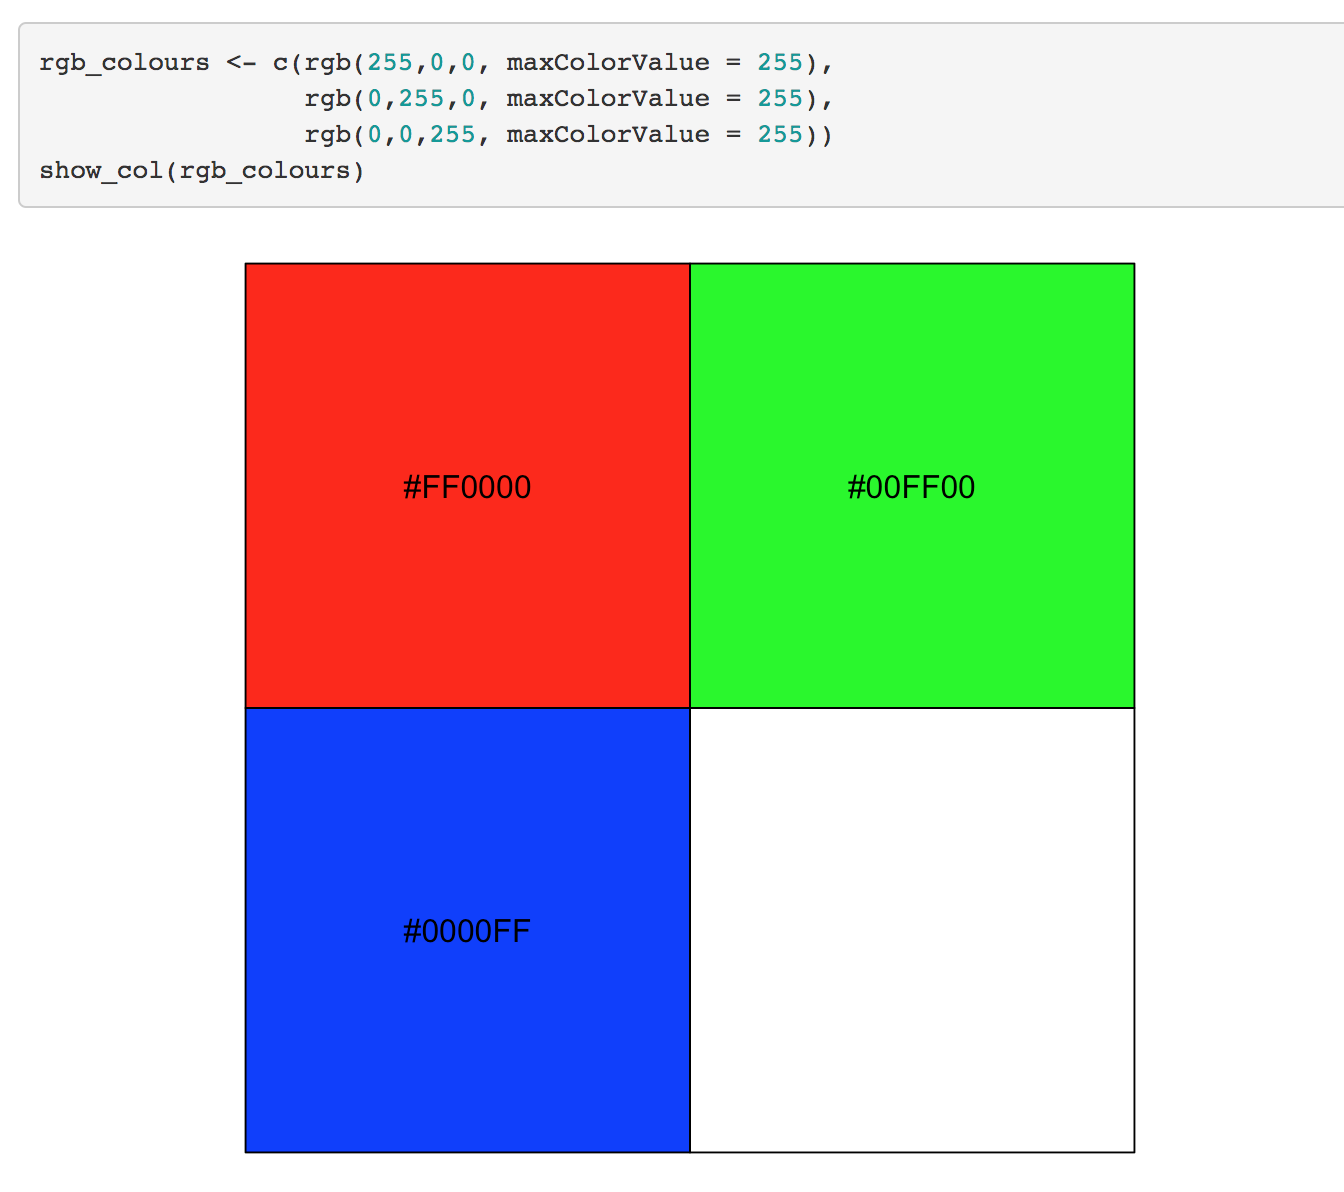 rgb_colours <- c(rgb(255,0,0, maxColorValue = 255),
                 rgb(0,255,0, maxColorValue = 255),
                 rgb(0,0,255, maxColorValue = 255))
show_col(rgb_colours)
#FF0000
#00FF00
#0000FF